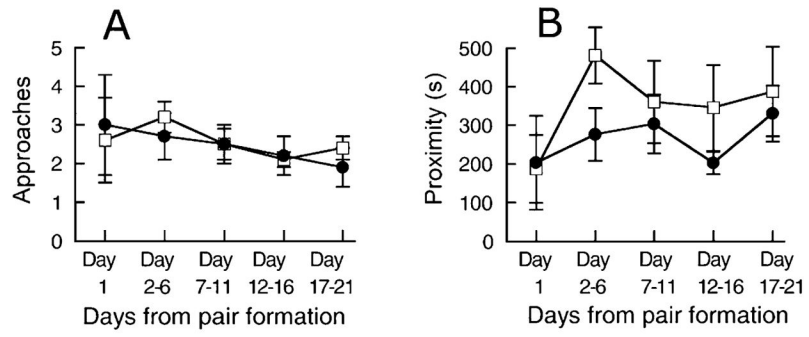 A
Approaches
5
4
3
2
1
0
Day Day Day Day Day
1 2-6 7-11 12-16 17-21
Days from pair formation
B
Proximity (s)
500
400
300
200
100
0
Day Day Day Day Day
1 2-6 7-11 12-16 17-21
Days from pair formation